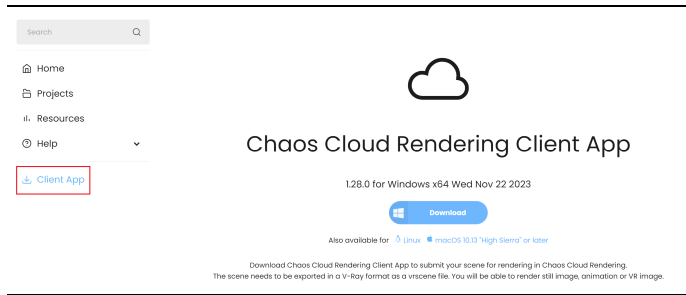 Search
Home
Projects
Resources
Help
Client App
Chaos Cloud Rendering Client App
1.28.0 for Windows x64 Wed Nov 22 2023
Download
Also available for Linux macOS 10.13 "High Sierra" or later
Download Chaos Cloud Rendering Client App to submit your scene for rendering in Chaos Cloud Rendering.
The scene needs to be exported in a V-Ray format as a vrscene file. You will be able to render still image, animation or VR image.